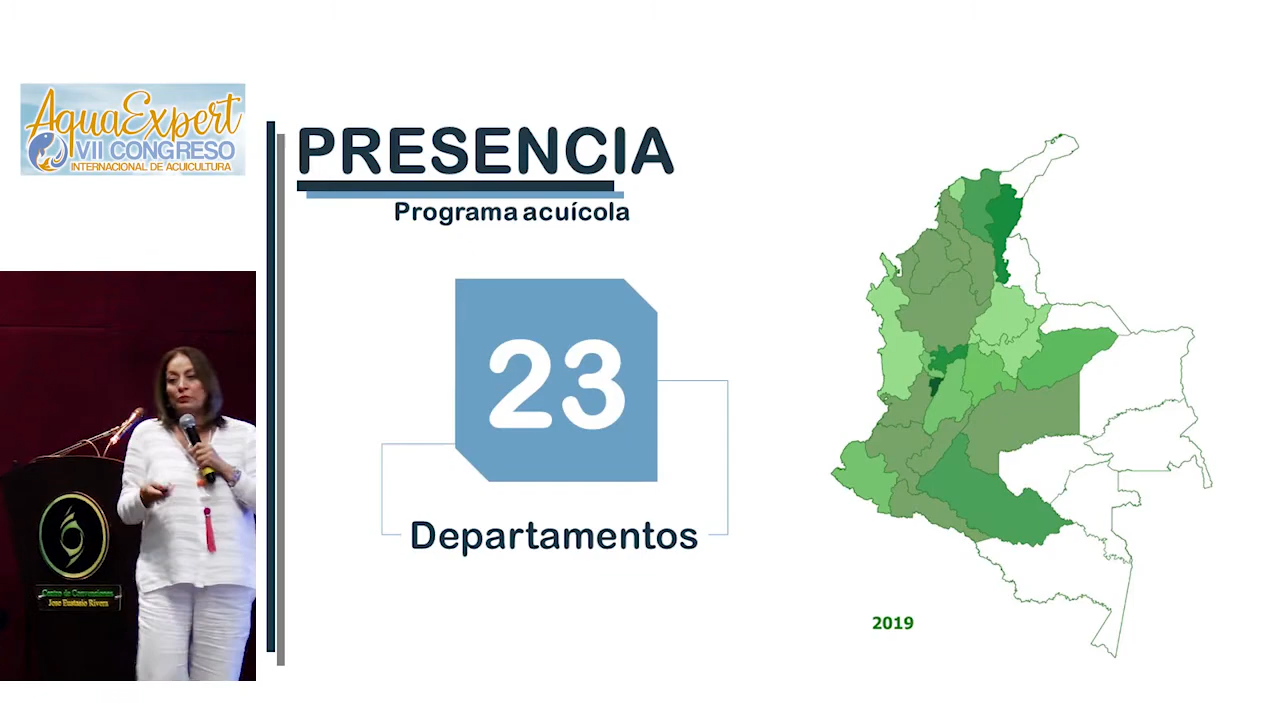 AquaExpert
VII CONGRESO
INTERNACIONAL DE ACUICULTURA
PRESENCIA
Programa acuícola
23
Departamentos
2019
Centro de Convenciones
Jose Eustasio Rivera